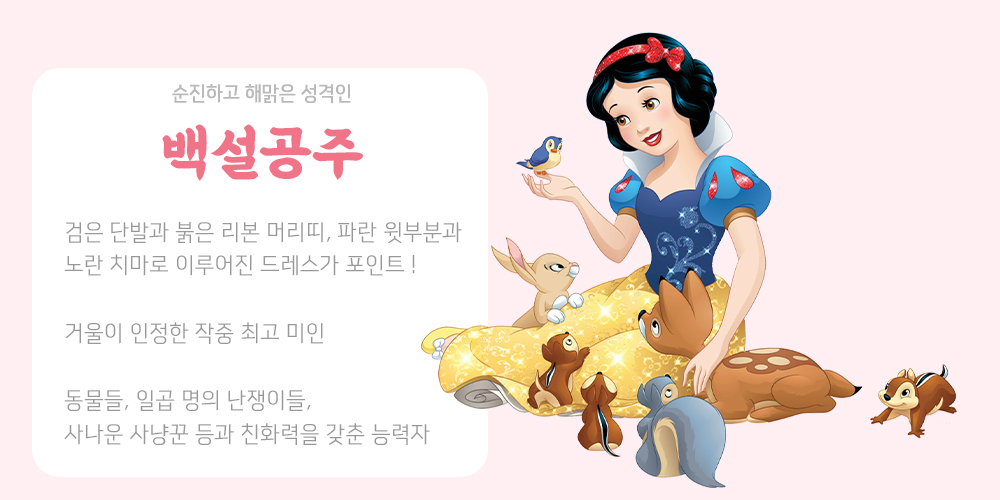 순진하고 해맑은 성격인
백설공주
검은 단발과 붉은 리본 머리띠, 파란 윗부분과
노란 치마로 이루어진 드레스가 포인트 !
거울이 인정한 작중 최고 미인
동물들, 일곱 명의 난쟁이들,
사나운 사냥꾼 등과 친화력을 갖춘 능력자